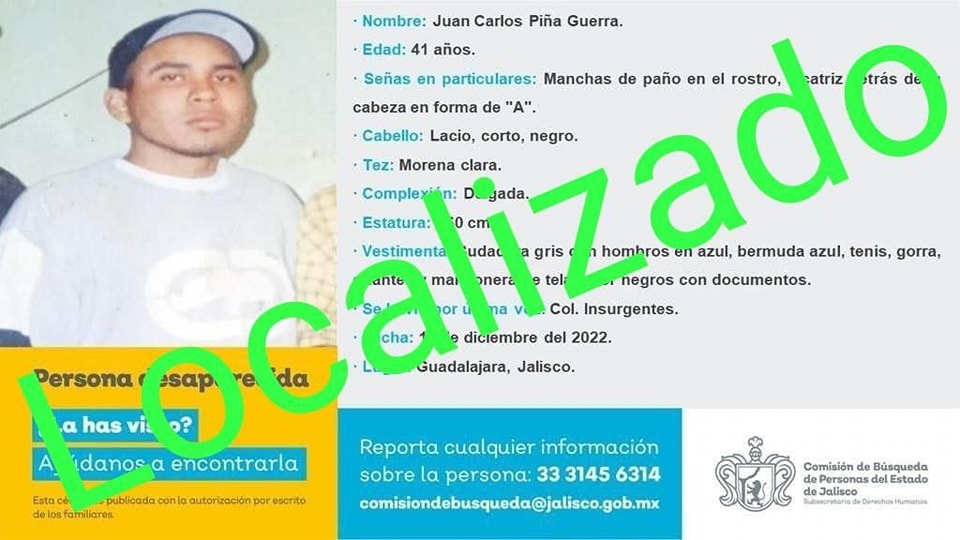 · Nombre: Juan Carlos Piña Guerra.
· Edad: 41 años.
· Señas en particulares: Manchas de paño en el rostro,
cabeza en forma de "A".
· Cabello: Lacio, corto, negro.
· Tez: Morena clara.
· Complexión: Delgada.
· Estatura: cm
· Vestimenta: gris con hombros en azul, bermuda azul, tenis, gorra,
y negros con documentos.
· Se Col. Insurgentes.
· Fecha: de diciembre del 2022.
· Guadalajara, Jalisco.
Localizado
Persona desaparecida
¿La has visto?
Ayúdanos a encontrarla
Esta publicada con la autorización por escrito
de los familiares.
Reporta cualquier información
sobre la persona: 33 3145 6314
comisiondebusqueda@jalisco.gob.mx
Comisión de Búsqueda
de Personas del Estado
de Jalisco
Subsecretaría de Derechos Humanos